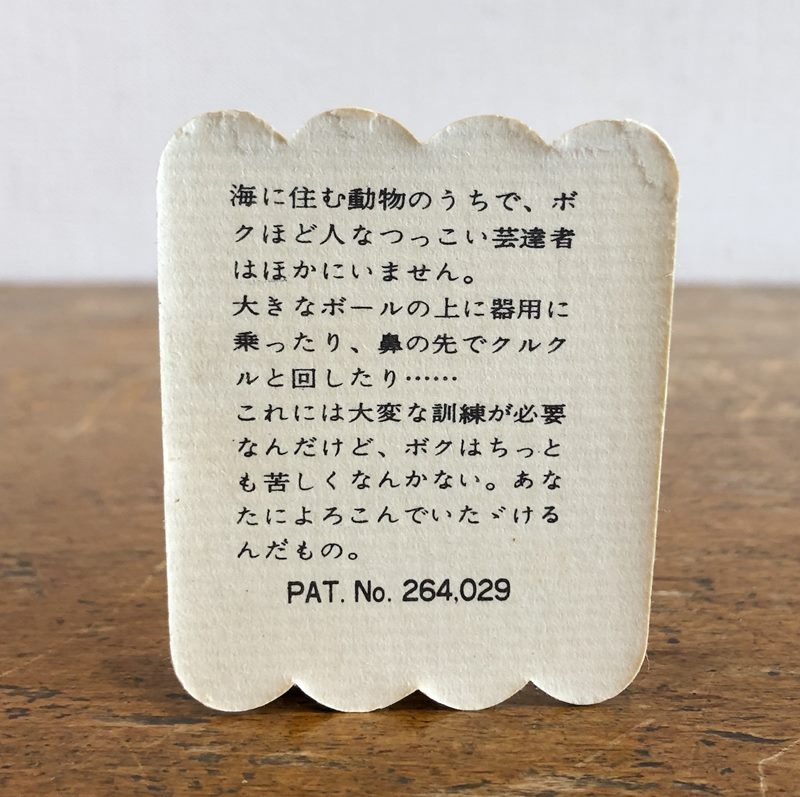 海に住む動物のうちで、ボ
クほど人なつっこい芸達者
はほかにいません。
大きなボールの上に器用に
乗ったり、鼻の先でクルク
ルと回したり……
これには大変な訓練が必要
なんだけど、ボクはちっと
も苦しくなんかない。あな
たによろこんでいたゞける
んだもの。
PAT. No. 264,029